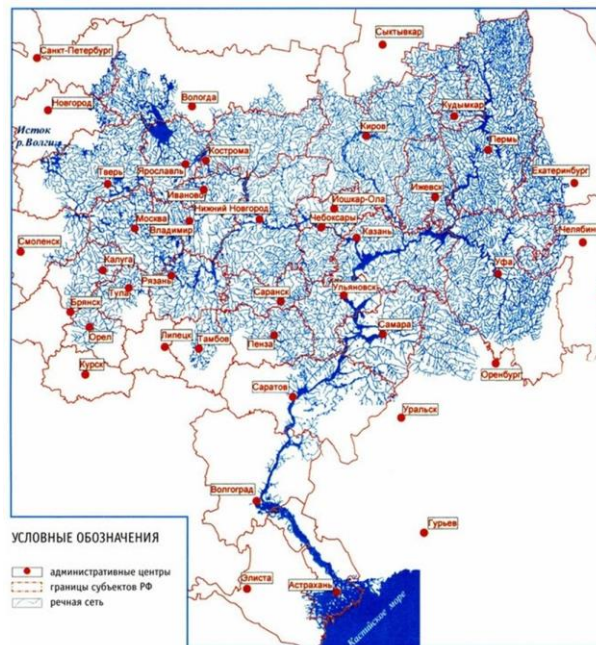 Сыктывкар
Санкт-Петербург
Новгород
Вологда
Кудымкар
Исток
р.Волги
Киров
Пермь
Кострома
Ярославль
Тверь
Екатеринбург
Иваново
Ижевск
Йошкар-Ола
Нижний Новгород
Москва
Чебоксары
Владимир
Казань
Челябин
Смоленск
Калуга
Рязань
Уфа
Тула
Саранск
Ульяновск
Брянск
Самара
Орел
Липецк
Тамбов
Пенза
Курск
Оренбург
Саратов
Уральск
Волгоград
Гурьев
УСЛОВНЫЕ ОБОЗНАЧЕНИЯ
административные центры
границы субъектов РФ
речная сеть
Элиста
Астрахань
Каспийское море